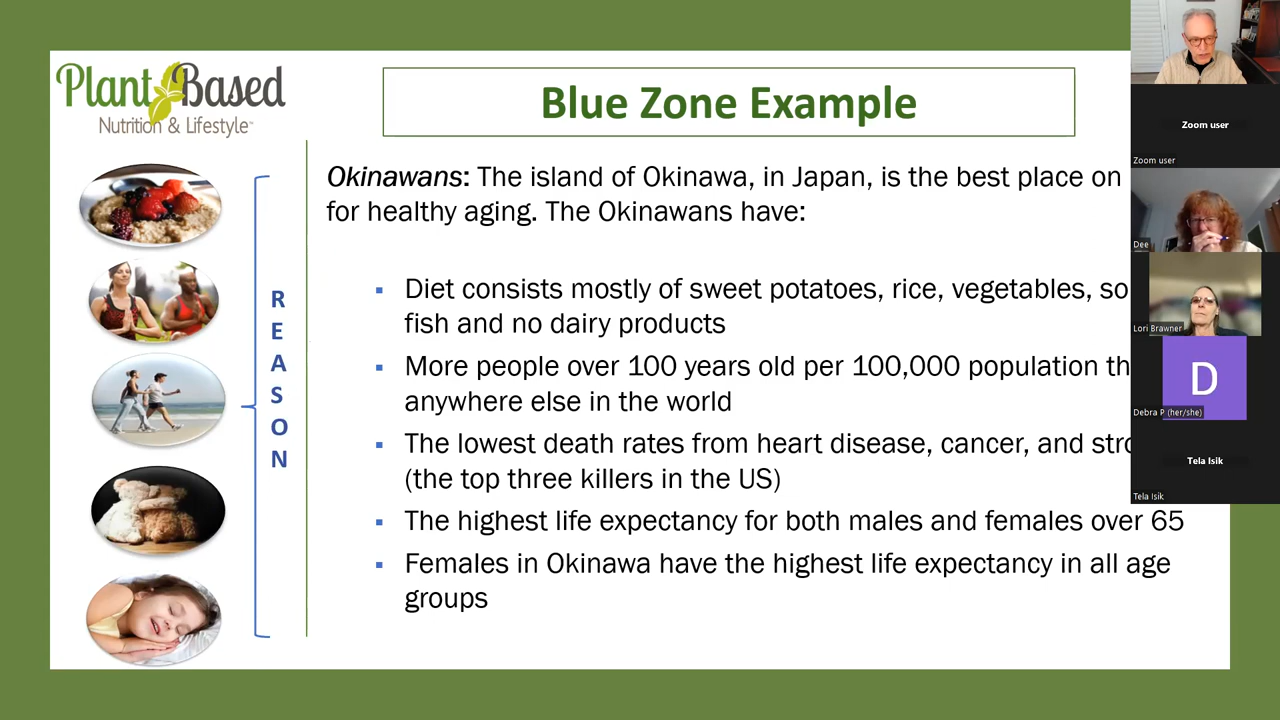 Plant Based
Nutrition & Lifestyle™
Blue Zone Example
Okinawans: The island of Okinawa, in Japan, is the best place on
for healthy aging. The Okinawans have:
▪ Diet consists mostly of sweet potatoes, rice, vegetables,
fish and no dairy products
▪ More people over 100 years old per 100,000 population
anywhere else in the world
▪ The lowest death rates from heart disease, cancer, and
(the top three killers in the US)
▪ The highest life expectancy for both males and females over 65
▪ Females in Okinawa have the highest life expectancy in all age
groups
R
E
A
S
O
N
Zoom user
Zoom user
Dee
Lori Brawner
D
Debra P (her/she)
Tela Isik
Tela Isik